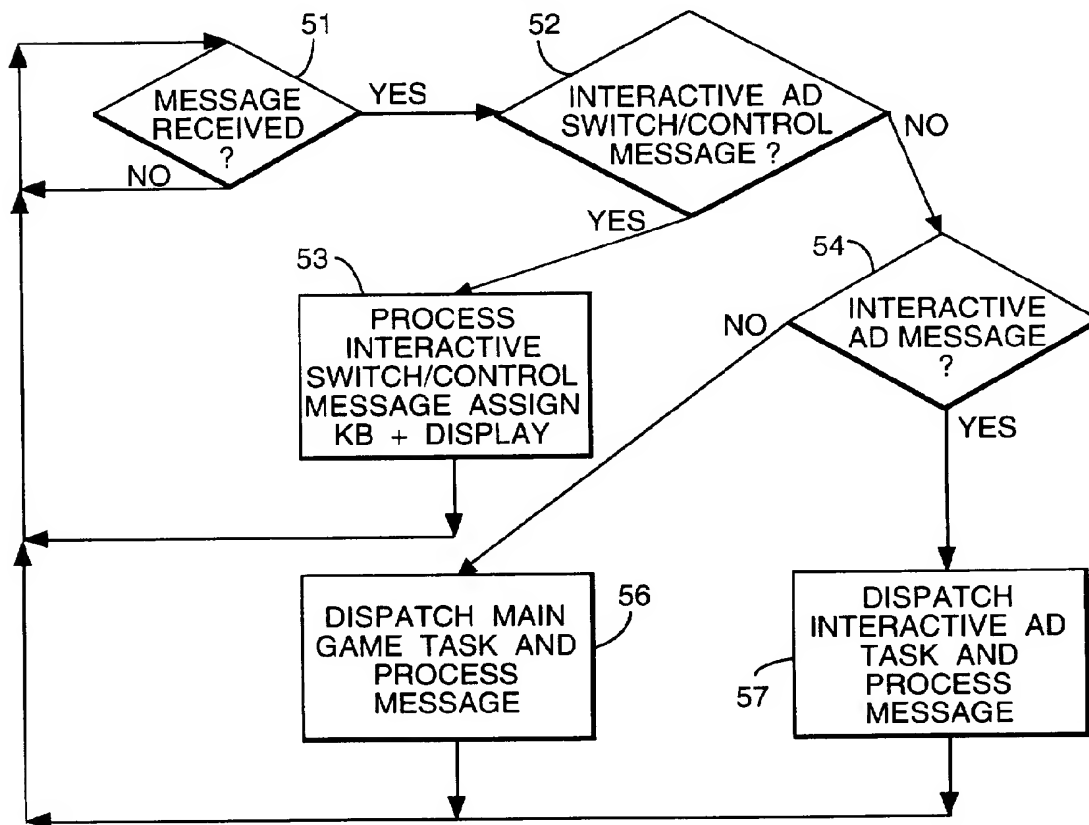 51
MESSAGE
RECEIVED
?
YES
NO
52
INTERACTIVE AD
SWITCH/CONTROL
MESSAGE ?
NO
YES
53
PROCESS
INTERACTIVE
SWITCH/CONTROL
MESSAGE ASSIGN
KB + DISPLAY
54
INTERACTIVE
AD MESSAGE
?
NO
YES
DISPATCH MAIN
GAME TASK AND
PROCESS
MESSAGE
56
DISPATCH
INTERACTIVE AD
TASK AND
PROCESS
MESSAGE
57